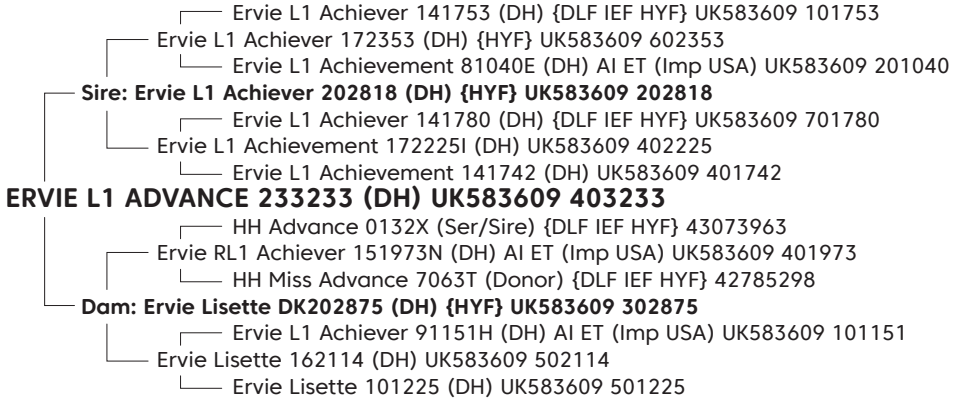 Ervie L1 Achiever 141753 (DH) {DLF IEF HYF} UK583609 101753
Ervie L1 Achiever 172353 (DH) {HYF} UK583609 602353
Ervie L1 Achievement 81040E (DH) AI ET (Imp USA) UK583609 201040
Sire: Ervie L1 Achiever 202818 (DH) {HYF} UK583609 202818
Ervie L1 Achiever 141780 (DH) {DLF IEF HYF} UK583609 701780
Ervie L1 Achievement 172225I (DH) UK583609 402225
Ervie L1 Achievement 141742 (DH) UK583609 401742
ERVIE L1 ADVANCE 233233 (DH) UK583609 403233
HH Advance 0132X (Ser/Sire) {DLF IEF HYF} 43073963
Ervie RL1 Achiever 151973N (DH) AI ET (Imp USA) UK583609 401973
HH Miss Advance 7063T (Donor) {DLF IEF HYF} 42785298
Dam: Ervie Lisette DK202875 (DH) {HYF} UK583609 302875
Ervie L1 Achiever 91151H (DH) AI ET (Imp USA) UK583609 101151
Ervie Lisette 162114 (DH) UK583609 502114
Ervie Lisette 101225 (DH) UK583609 501225